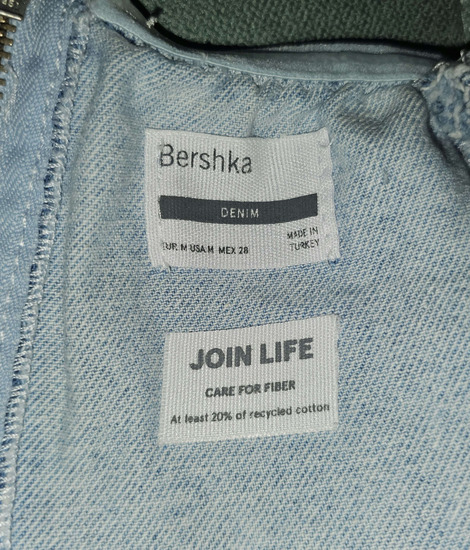 Bershka
DENIM
EUR M USA M MEX 28
MADE IN
TURKEY
JOIN LIFE
CARE FOR FIBER
At least 20% of recycled cotton